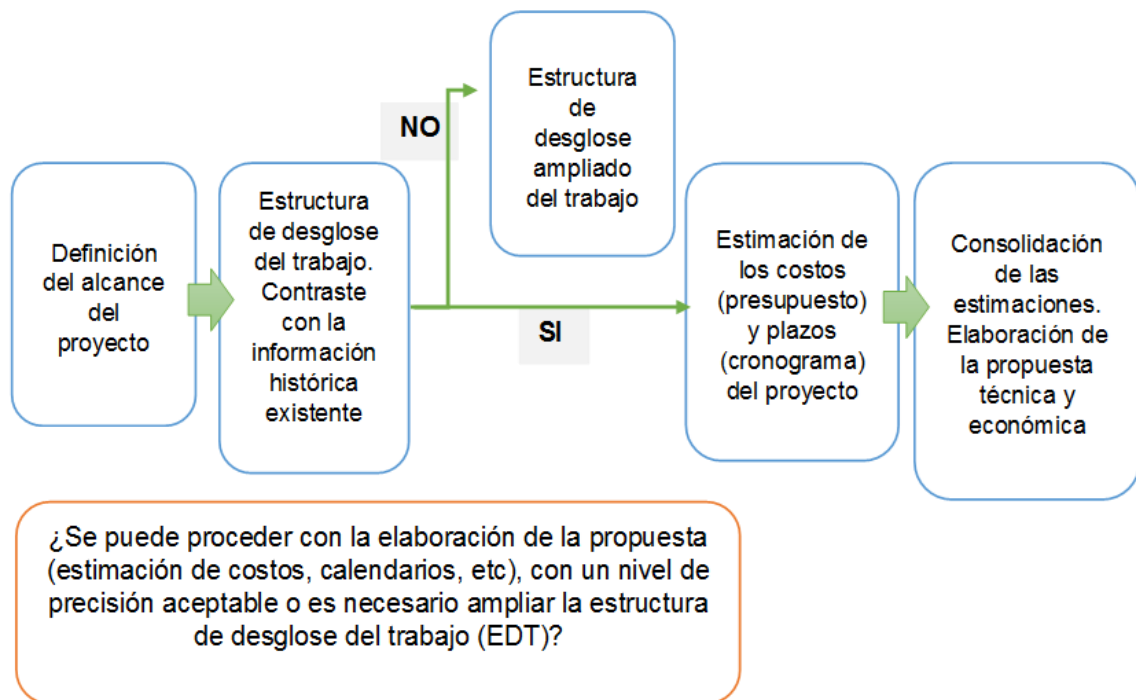 Definición
del alcance
del
proyecto
Estructura
de desglose
del trabajo.
Contraste
con la
información
histórica
existente
NO
Estructura
de
desglose
ampliado
del trabajo
SI
Estimación de
los costos
(presupuesto)
y plazos
(cronograma)
del proyecto
Consolidación
de las
estimaciones.
Elaboración de
la propuesta
técnica y
económica
¿Se puede proceder con la elaboración de la propuesta
(estimación de costos, calendarios, etc), con un nivel de
precisión aceptable o es necesario ampliar la estructura
de desglose del trabajo (EDT)?